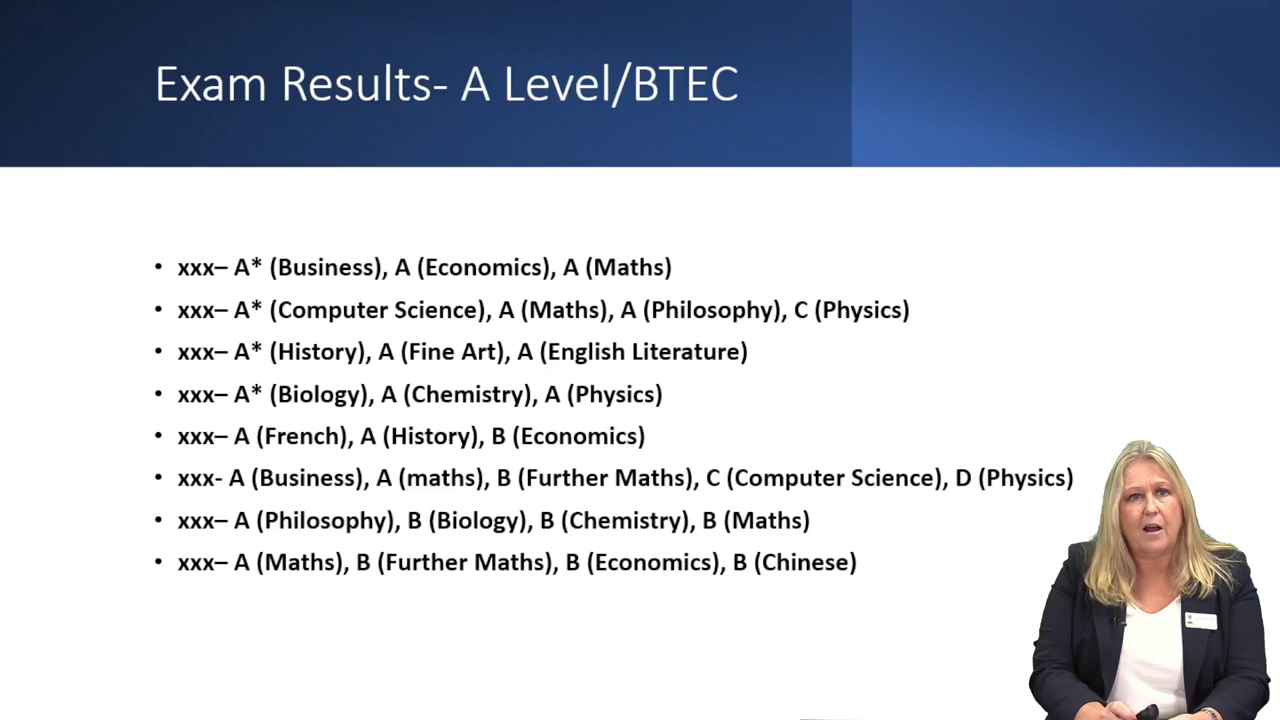 Exam Results- A Level/BTEC
• xxx– A* (Business), A (Economics), A (Maths)
• xxx– A* (Computer Science), A (Maths), A (Philosophy), C (Physics)
• xxx– A* (History), A (Fine Art), A (English Literature)
• xxx– A* (Biology), A (Chemistry), A (Physics)
• xxx– A (French), A (History), B (Economics)
• xxx- A (Business), A (maths), B (Further Maths), C (Computer Science), D (Physics)
• xxx– A (Philosophy), B (Biology), B (Chemistry), B (Maths)
• xxx– A (Maths), B (Further Maths), B (Economics), B (Chinese)